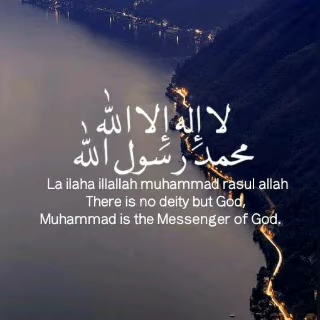 لا إله إلا الله
محمد رسول الله
La ilaha illallah muhammad rasul allah
There is no deity but God,
Muhammad is the Messenger of God.